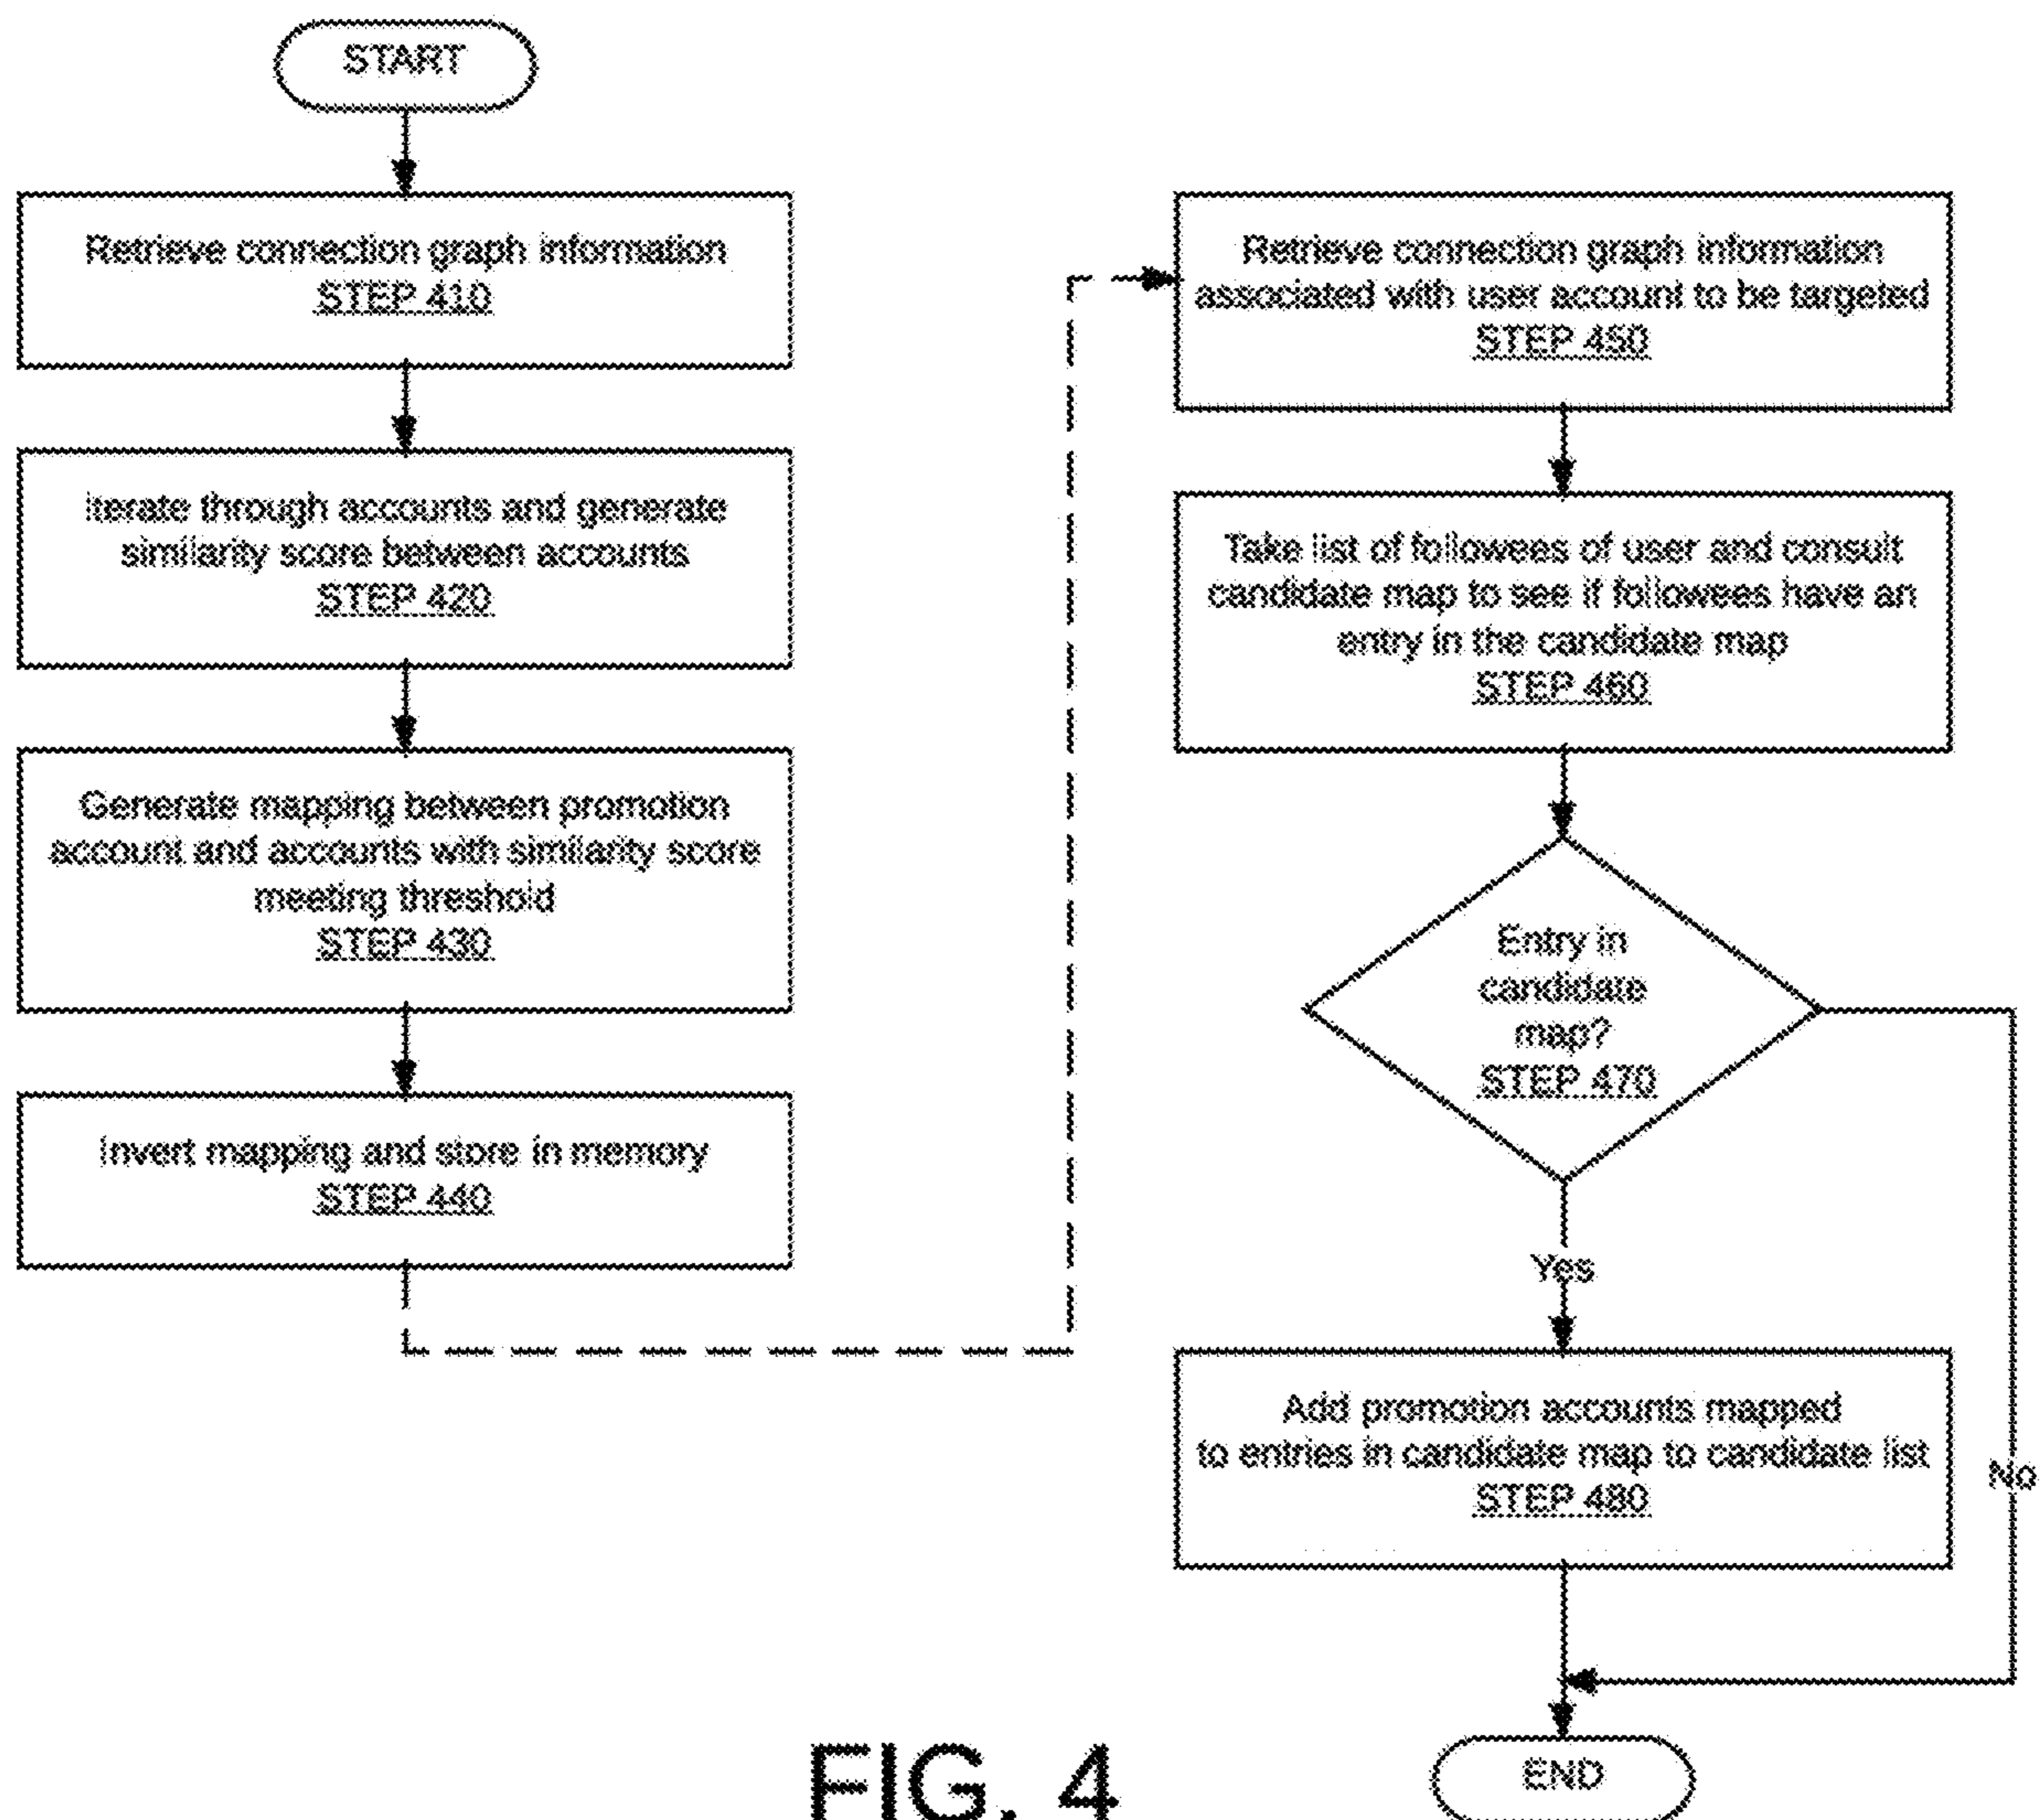 START
Retrieve connection graph information
STEP 410
Iterate through accounts and generate
similarity score between accounts
STEP 420
Generate mapping between promotion
account and accounts with similarity score
meeting threshold
STEP 430
Invert mapping and store in memory
STEP 440
Retrieve connection graph information
associated with user account to be targeted
STEP 450
Take list of followees of user and consult
candidate map to see if followees have an
entry in the candidate map
STEP 460
Entry in
candidate
map?
STEP 470
Yes
Add promotion accounts mapped
to entries in candidate map to candidate list
STEP 480
No
END
FIG. 4